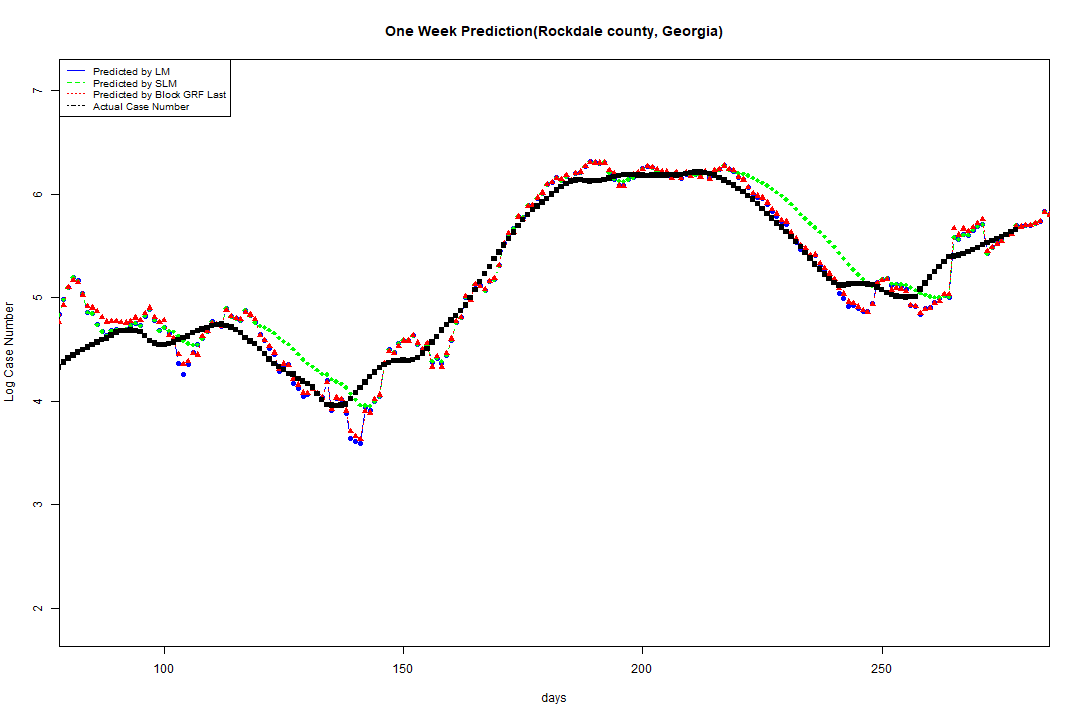 One Week Prediction(Rockdale county, Georgia)
Predicted by LM
Predicted by SLM
Predicted by Block GRF Last
Actual Case Number
Log Case Number
7
6
5
4
3
2
100 150 200 250
days